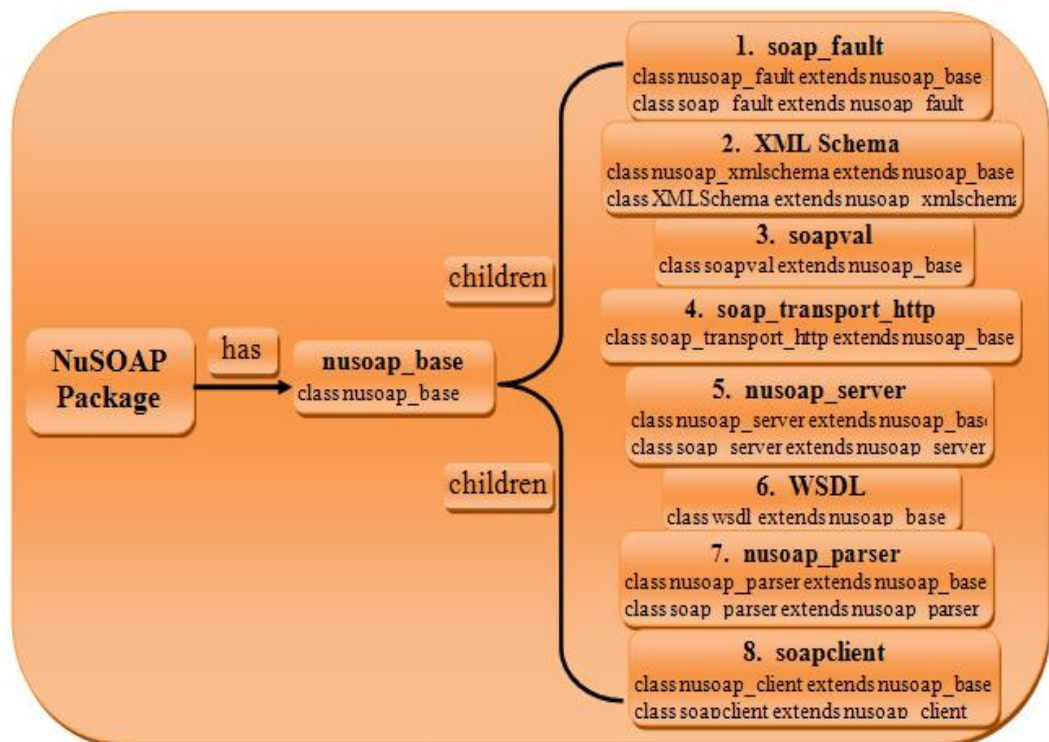 NuSOAP
Package
has
nusoap_base
class nusoap_base
children
children
1. soap_fault
class nusoap_fault extends nusoap_base
class soap_fault extends nusoap_fault
2. XML Schema
class nusoap_xmlschema extends nusoap_base
class XMLSchema extends nusoap_xmlschema
3. soapval
class soapval extends nusoap_base
4. soap_transport_http
class soap_transport_http extends nusoap_base
5. nusoap_server
class nusoap_server extends nusoap_base
class soap_server extends nusoap_server
6. WSDL
class wsdl extends nusoap_base
7. nusoap_parser
class nusoap_parser extends nusoap_base
class soap_parser extends nusoap_parser
8. soapclient
class nusoap_client extends nusoap_base
class soapclient extends nusoap_client